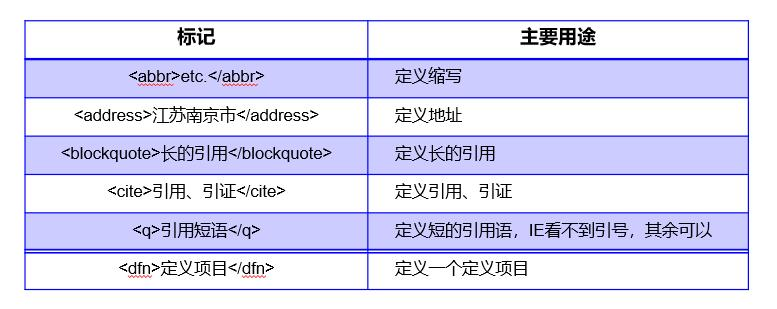 标记 主要用途
<abbr>etc.</abbr> 定义缩写
<address>江苏南京市</address> 定义地址
<blockquote>长的引用</blockquote> 定义长的引用
<cite>引用、引证</cite> 定义引用、引证
<q>引用短语</q> 定义短的引用语，IE看不到引号，其余可以
<dfn>定义项目</dfn> 定义一个定义项目